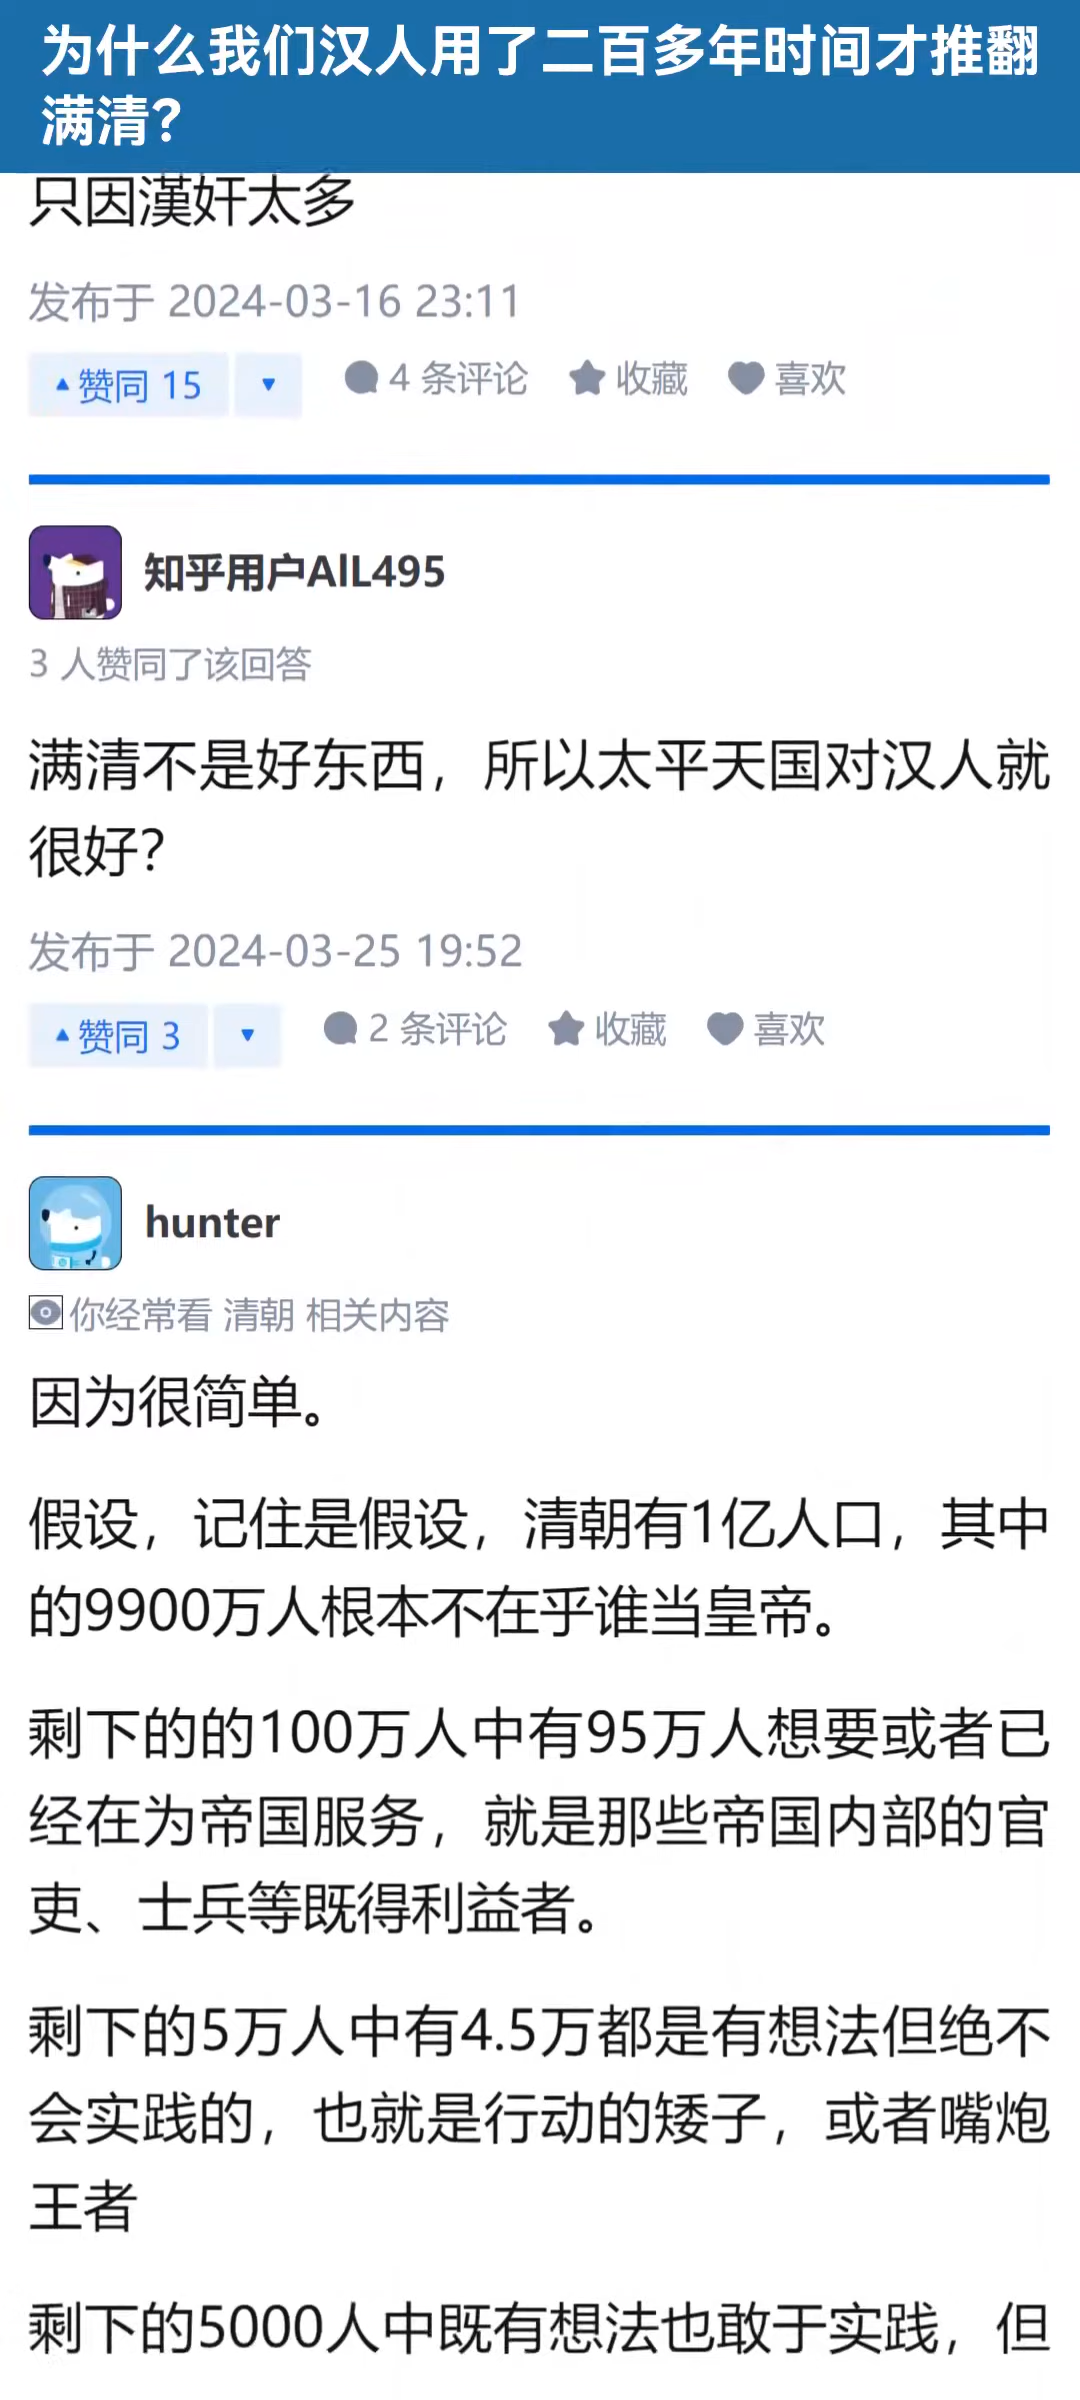 为什么我们汉人用了二百多年时间才推翻
满清？
只因漢奸太多
发布于 2024-03-16 23:11
赞同 15
4 条评论
收藏
喜欢
知乎用户AlL495
3 人赞同了该回答
满清不是好东西，所以太平天国对汉人就
很好？
发布于 2024-03-25 19:52
赞同 3
2 条评论
收藏
喜欢
hunter
你经常看 清朝 相关内容
因为很简单。
假设，记住是假设，清朝有1亿人口，其中
的9900万人根本不在乎谁当皇帝。
剩下的的100万人中有95万人想要或者已
经在为帝国服务，就是那些帝国内部的官
吏、士兵等既得利益者。
剩下的5万人中有4.5万都是有想法但绝不
会实践的，也就是行动的矮子，或者嘴炮
王者
剩下的5000人中既有想法也敢于实践，但